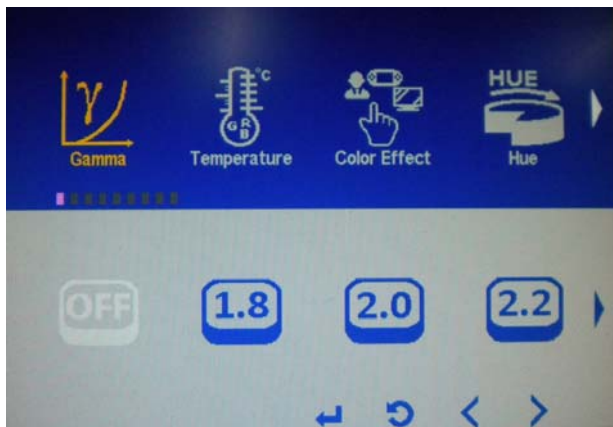 γ °C HUE
G R B
Gamma Temperature Color Effect Hue
OFF 1.8 2.0 2.2